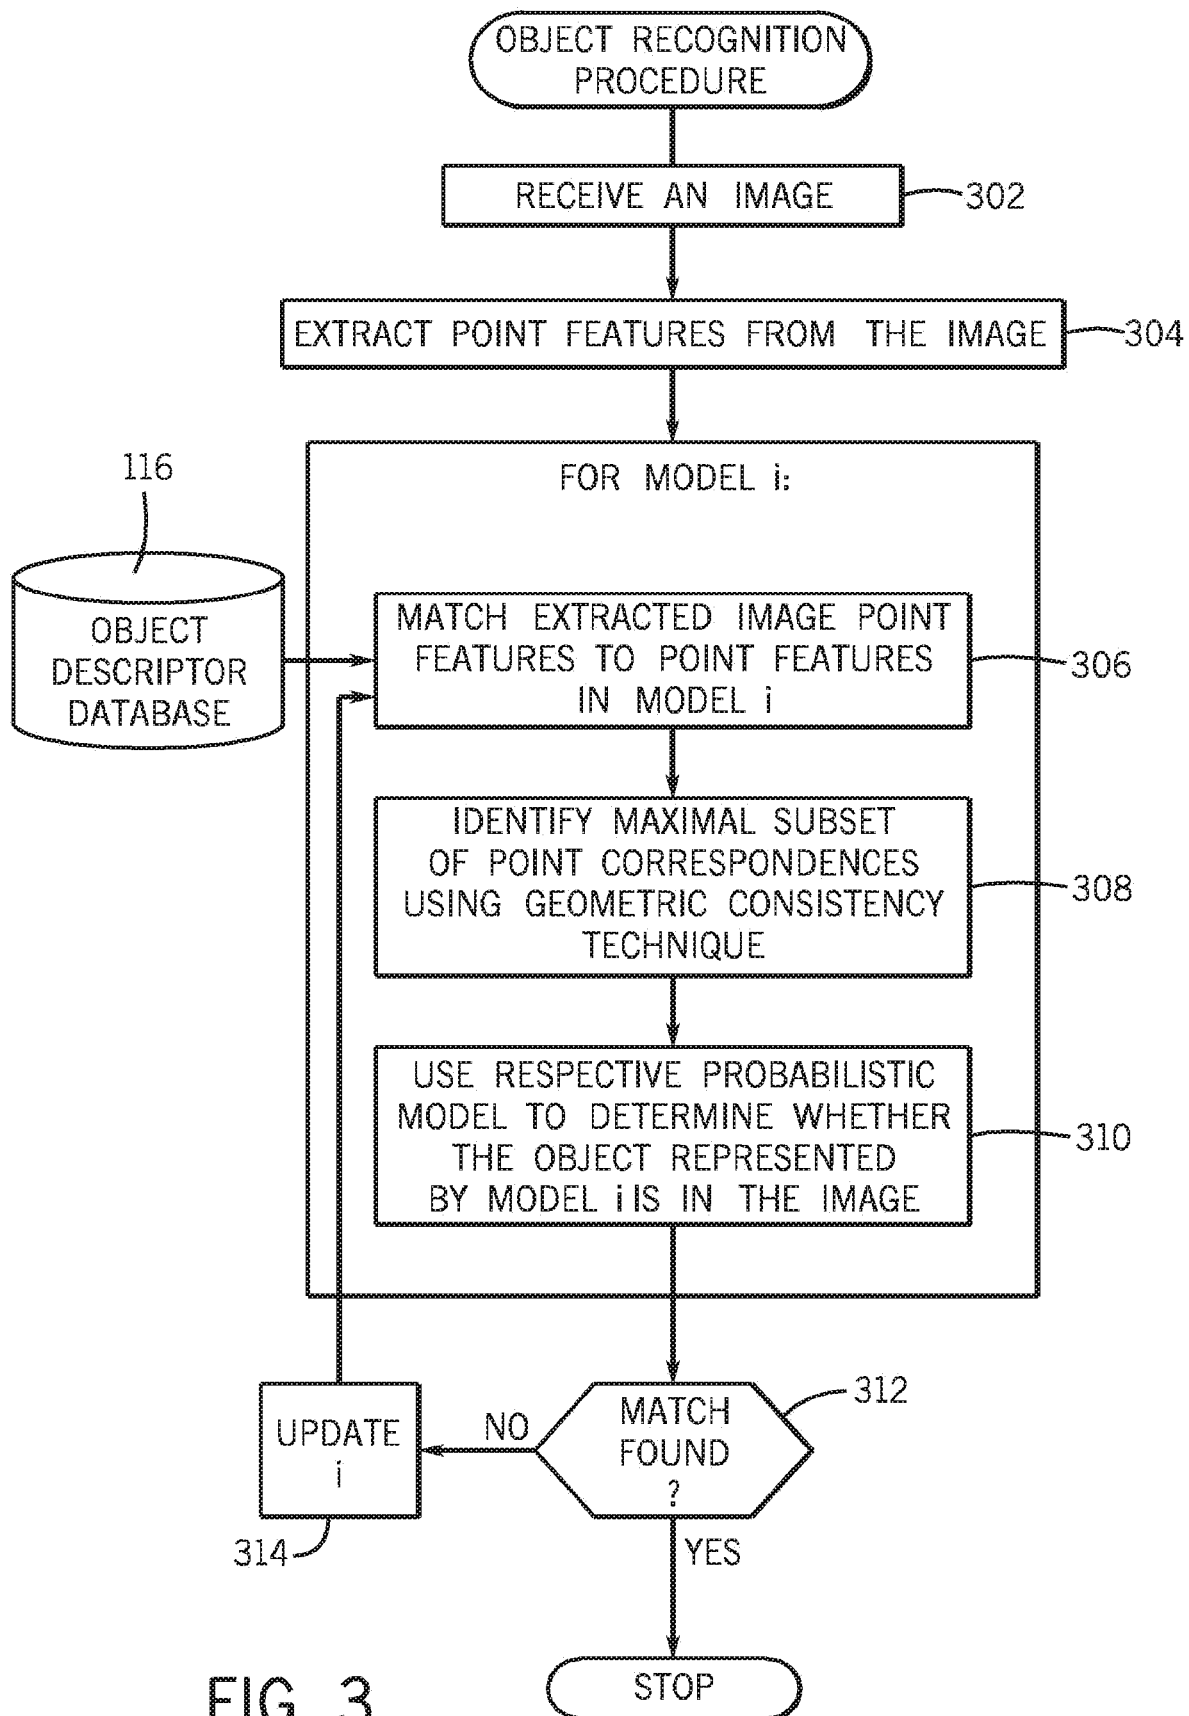 OBJECT RECOGNITION
PROCEDURE
RECEIVE AN IMAGE
302
EXTRACT POINT FEATURES FROM THE IMAGE
304
FOR MODEL i:
116
OBJECT
DESCRIPTOR
DATABASE
MATCH EXTRACTED IMAGE POINT
FEATURES TO POINT FEATURES
IN MODEL i
306
IDENTIFY MAXIMAL SUBSET
OF POINT CORRESPONDENCES
USING GEOMETRIC CONSISTENCY
TECHNIQUE
308
USE RESPECTIVE PROBABILISTIC
MODEL TO DETERMINE WHETHER
THE OBJECT REPRESENTED
BY MODEL i IS IN THE IMAGE
310
MATCH
FOUND
?
312
NO
UPDATE
i
314
YES
STOP
FIG. 3